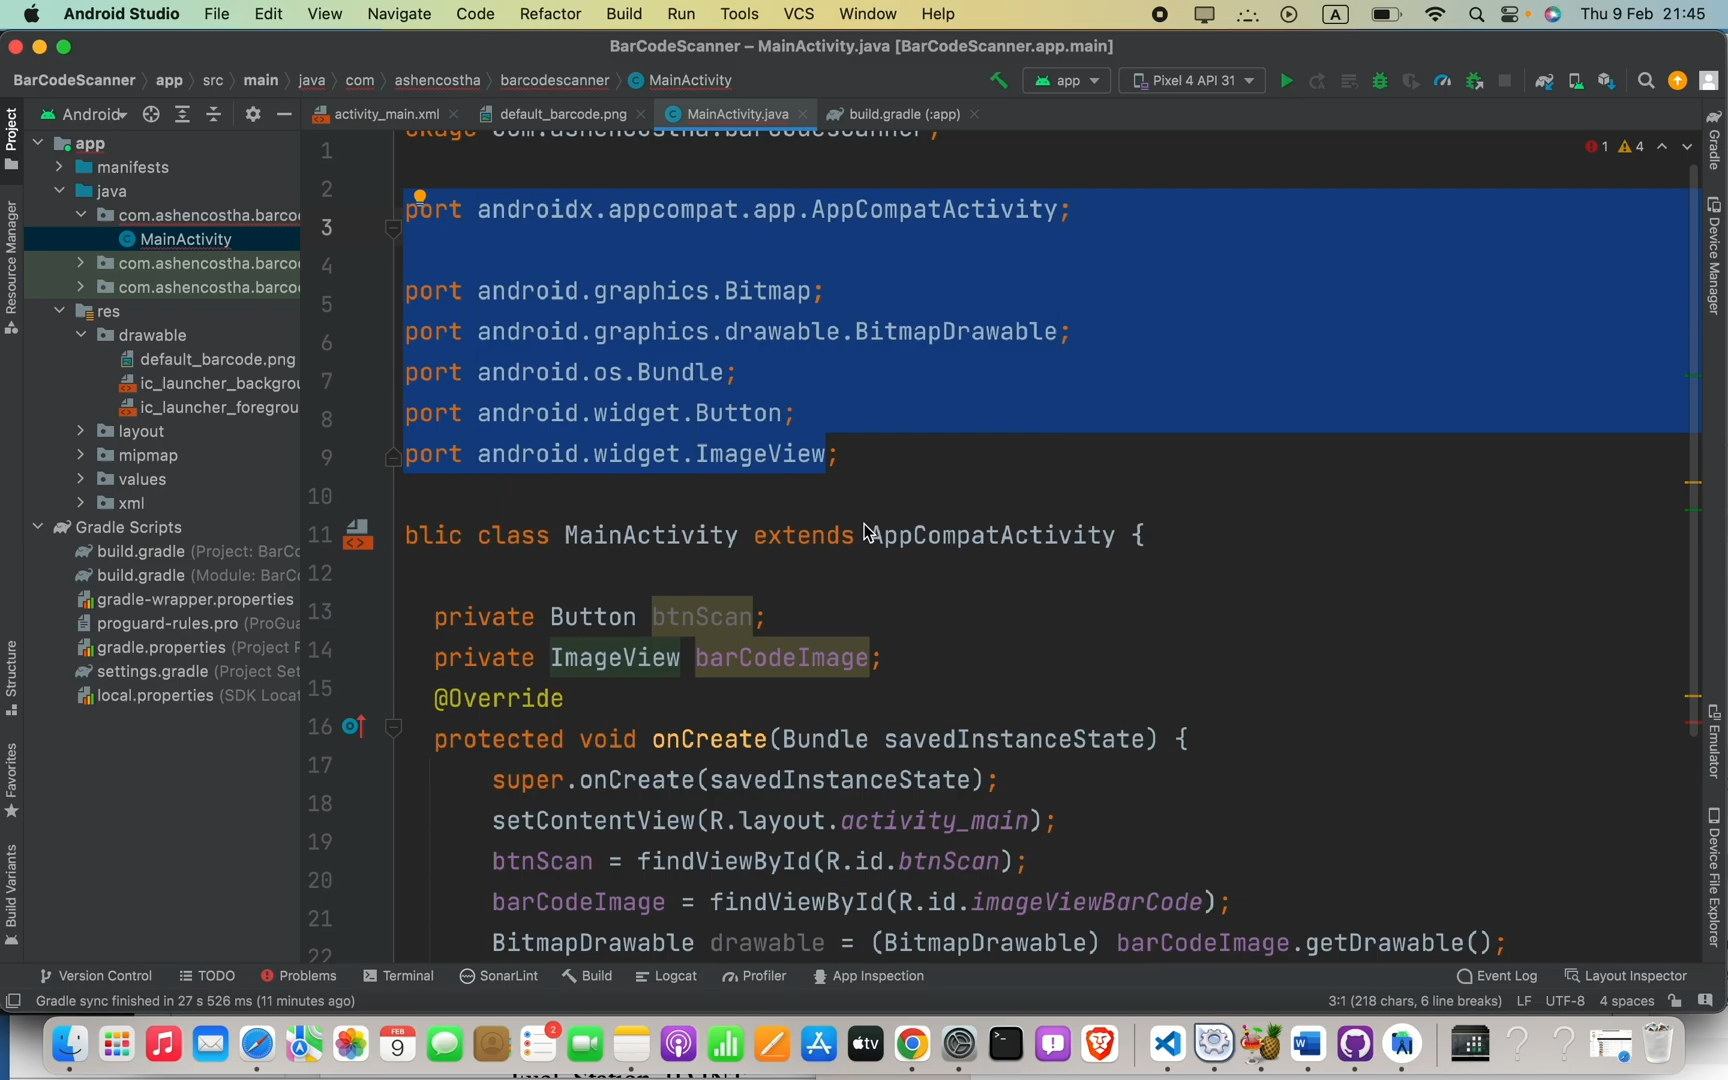 Android Studio File Edit View Navigate Code Refactor Build Run Tools VCS Window Help A Thu 9 Feb 21:45
BarCodeScanner – MainActivity.java [BarCodeScanner.app.main]
BarCodeScanner app src main java com ashencostha barcodescanner MainActivity app Pixel 4 API 31
Android activity_main.xml default_barcode.png MainActivity.java build.gradle (:app)
1 4
app
manifests
java
com.ashencostha.barco
MainActivity
com.ashencostha.barco
com.ashencostha.barco
res
drawable
default_barcode.png
ic_launcher_backgrou
ic_launcher_foregrou
layout
mipmap
values
xml
Gradle Scripts
build.gradle (Project: BarCo
build.gradle (Module: BarCo
gradle-wrapper.properties
proguard-rules.pro (ProGua
gradle.properties (Project P
settings.gradle (Project Set
local.properties (SDK Locat
Project
Resource Manager
Structure
Favorites
Build Variants
1 ckage com.ashencostha.barcodescanner;
2
3 port androidx.appcompat.app.AppCompatActivity;
4
5 port android.graphics.Bitmap;
6 port android.graphics.drawable.BitmapDrawable;
7 port android.os.Bundle;
8 port android.widget.Button;
9 port android.widget.ImageView;
10
11 blic class MainActivity extends AppCompatActivity {
12
13 private Button btnScan;
14 private ImageView barCodeImage;
15 @Override
16 protected void onCreate(Bundle savedInstanceState) {
17 super.onCreate(savedInstanceState);
18 setContentView(R.layout.activity_main);
19 btnScan = findViewById(R.id.btnScan);
20 barCodeImage = findViewById(R.id.imageViewBarCode);
21 BitmapDrawable drawable = (BitmapDrawable) barCodeImage.getDrawable();
22
Gradle
Device Manager
Emulator
Device File Explorer
Version Control TODO Problems Terminal SonarLint Build Logcat Profiler App Inspection Event Log Layout Inspector
Gradle sync finished in 27 s 526 ms (11 minutes ago) 3:1 (218 chars, 6 line breaks) LF UTF-8 4 spaces
FEB
9
2
tv
W